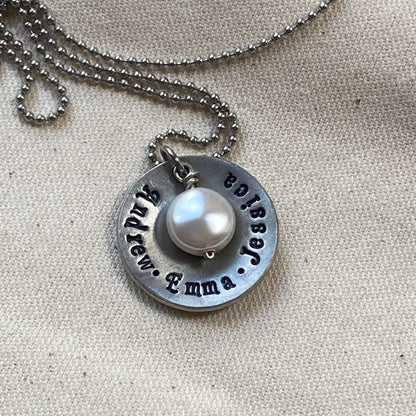 Andrew • Emma • Jessica